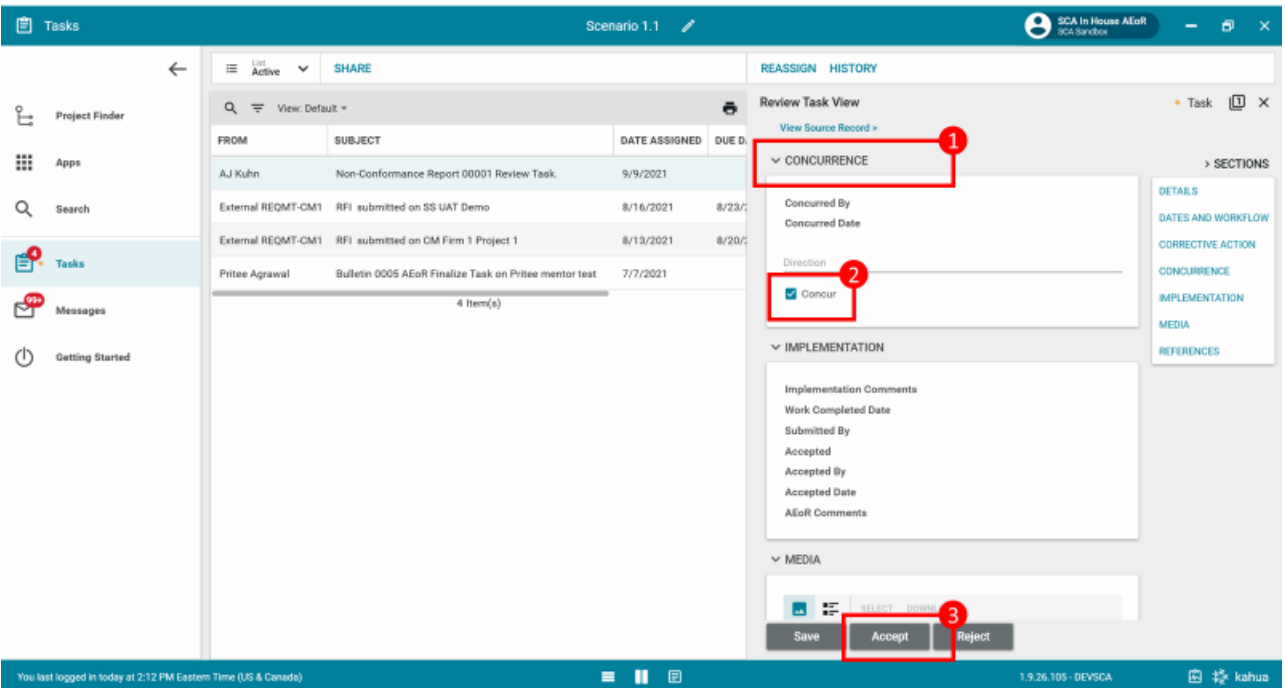 Tasks
Scenario 1.1
SCA In House AEoR
SCA Sandbox
List
Active
SHARE
REASSIGN HISTORY
Project Finder
Apps
Search
4
Tasks
99+
Messages
Getting Started
View: Default
FROM SUBJECT DATE ASSIGNED DUE D
AJ Kuhn Non-Conformance Report 00001 Review Task. 9/9/2021
External REQMT-CM1 RFI submitted on SS UAT Demo 8/16/2021 8/23/
External REQMT-CM1 RFI submitted on CM Firm 1 Project 1 8/13/2021 8/20/
Pritee Agrawal Bulletin 0005 AEoR Finalize Task on Pritee mentor test 7/7/2021
4 Item(s)
Review Task View
Task
1
View Source Record >
1
CONCURRENCE
Concurred By
Concurred Date
Direction
2
Concur
IMPLEMENTATION
Implementation Comments
Work Completed Date
Submitted By
Accepted
Accepted By
Accepted Date
AEoR Comments
MEDIA
SELECT DOWNL
3
Save Accept Reject
> SECTIONS
DETAILS
DATES AND WORKFLOW
CORRECTIVE ACTION
CONCURRENCE
IMPLEMENTATION
MEDIA
REFERENCES
You last logged in today at 2:12 PM Eastern Time (US & Canada)
1.9.26.105 - DEVSCA
kahua